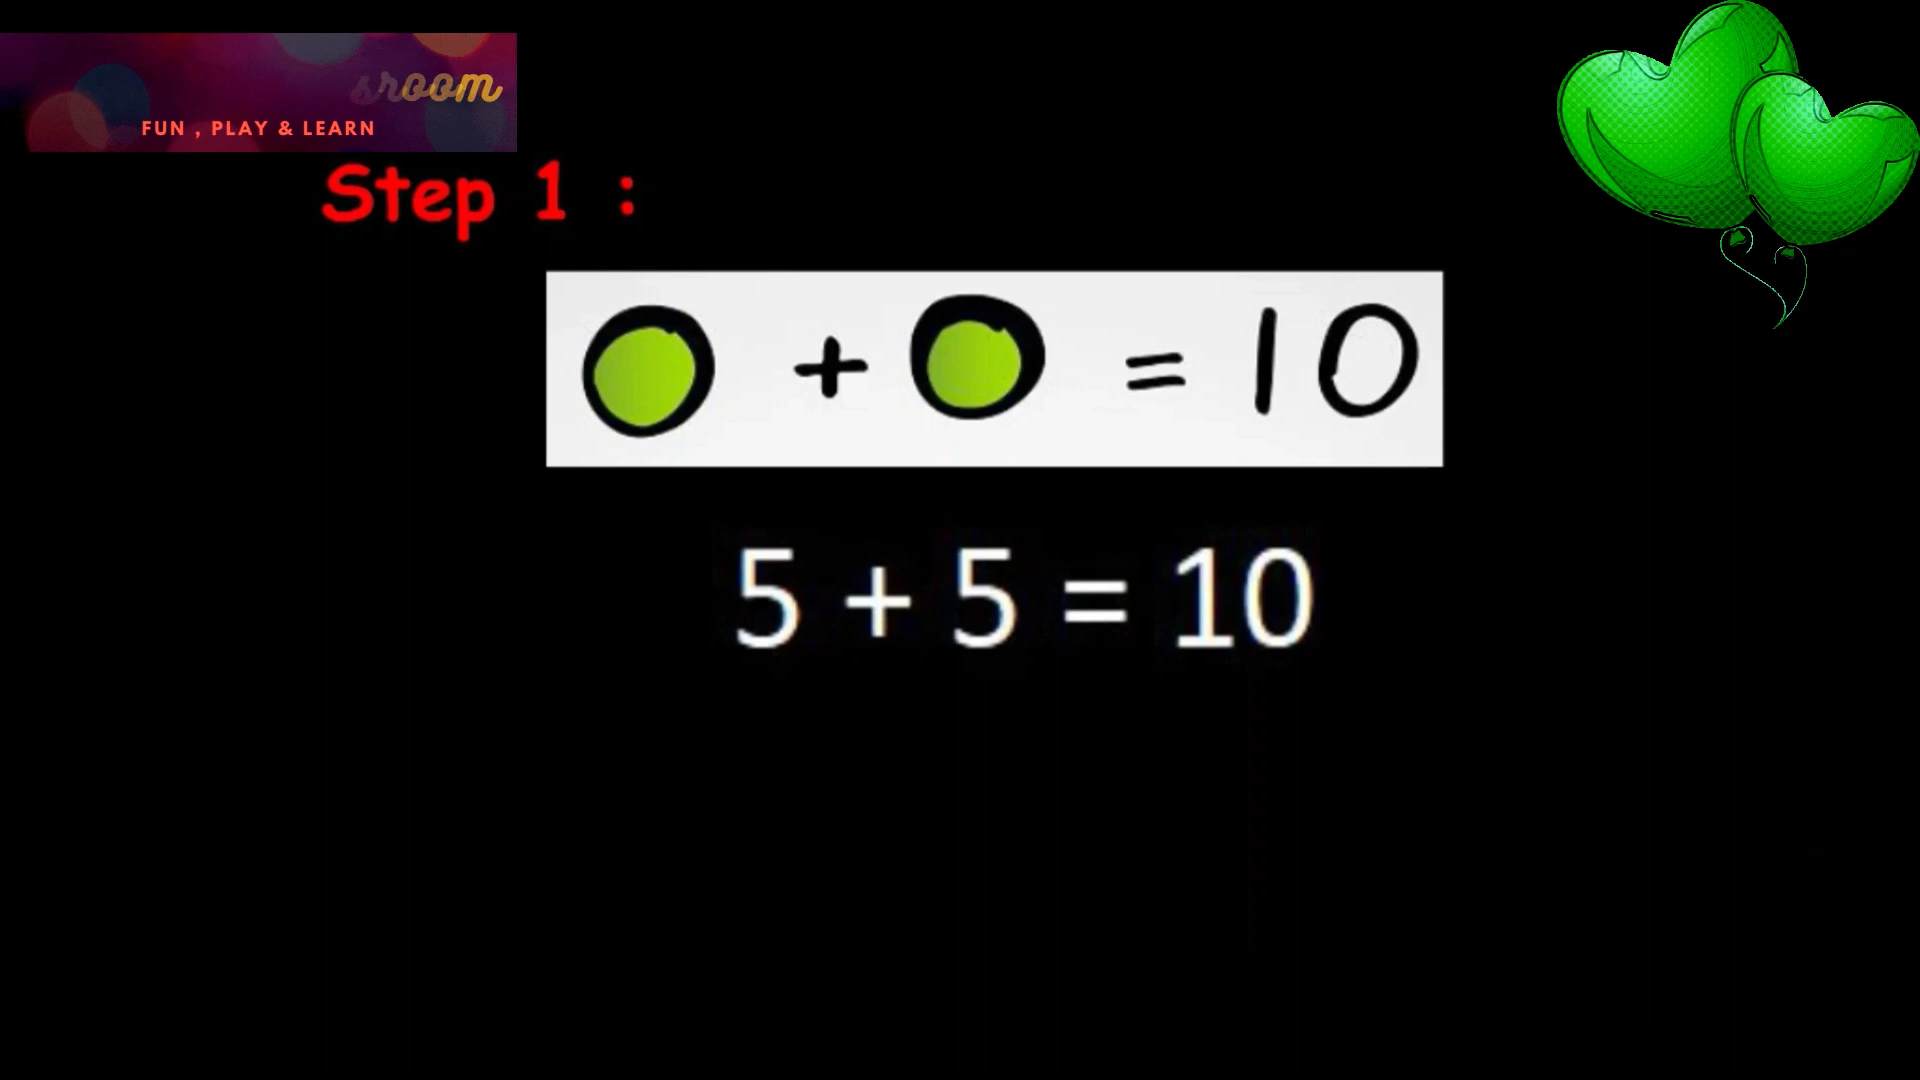 sroom
FUN , PLAY & LEARN
Step 1 :
+ = 10
5 + 5 = 10